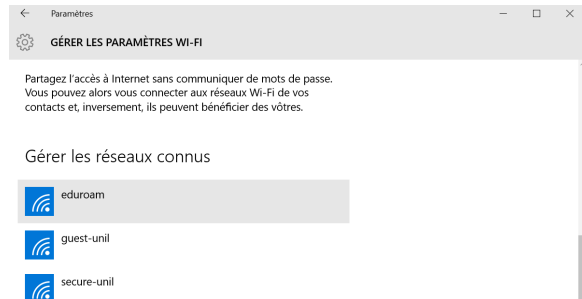 Paramètres
GÉRER LES PARAMÈTRES WI-FI
Partagez l'accès à Internet sans communiquer de mots de passe.
Vous pouvez alors vous connecter aux réseaux Wi-Fi de vos
contacts et, inversement, ils peuvent bénéficier des vôtres.
Gérer les réseaux connus
eduroam
guest-unil
secure-unil